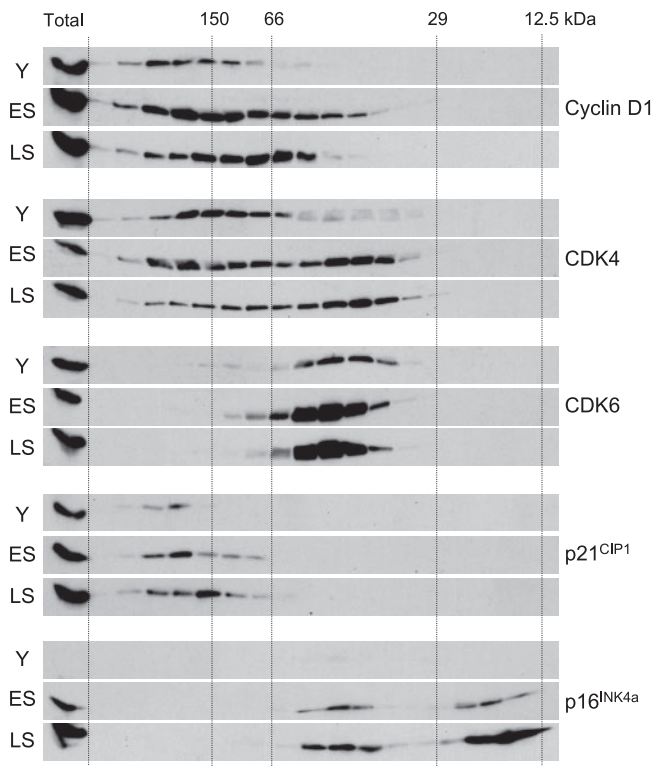 Total 150 66 29 12.5 kDa
Y
ES Cyclin D1
LS
Y
ES CDK4
LS
Y
ES CDK6
LS
Y
ES p21CIP1
LS
Y
ES p16INK4a
LS